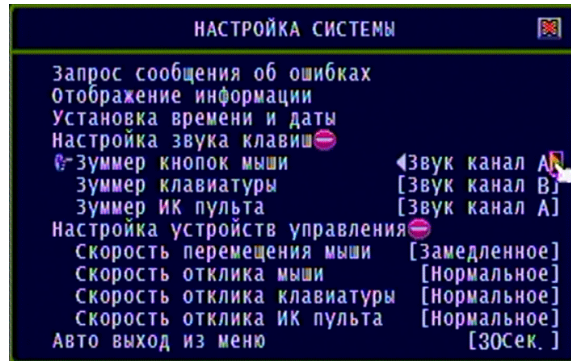 НАСТРОЙКА СИСТЕМЫ
Запрос сообщения об ошибках
Отображение информации
Установка времени и даты
Настройка звука клавиш
Зуммер кнопок мыши Звук канал A
Зуммер клавиатуры [Звук канал B]
Зуммер ИК пульта [Звук канал A]
Настройка устройств управления
Скорость перемещения мыши [Замедленное]
Скорость отклика мыши [Нормальное]
Скорость отклика клавиатуры [Нормальное]
Скорость отклика ИК пульта [Нормальное]
Авто выход из меню [30Сек. ]